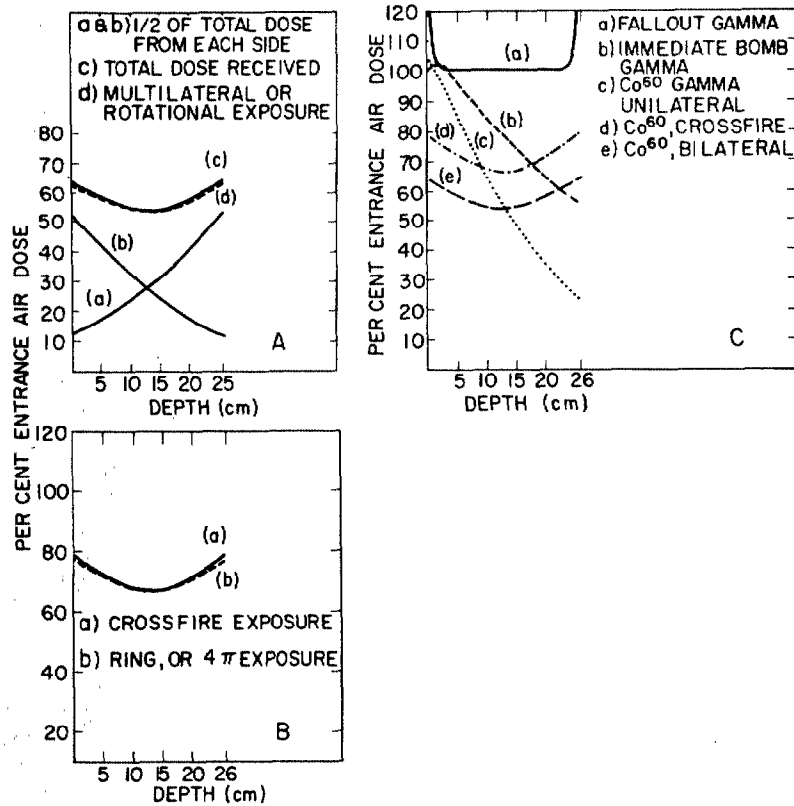 a & b) 1/2 OF TOTAL DOSE
FROM EACH SIDE
c) TOTAL DOSE RECEIVED
d) MULTILATERAL OR
ROTATIONAL EXPOSURE
PER CENT ENTRANCE AIR DOSE
80
70
60
50
40
30
20
10
(c)
(d)
(b)
(a)
A
5 10 15 20 25
DEPTH (cm)
120
100
80
60
40
20
(a)
(b)
a) CROSSFIRE EXPOSURE
b) RING, OR 4 π EXPOSURE
B
5 10 15 20 26
DEPTH (cm)
PER CENT ENTRANCE AIR DOSE
120
110
100
90
80
70
60
50
40
30
20
10
(a)
(b)
(c)
(d)
(e)
a) FALLOUT GAMMA
b) IMMEDIATE BOMB
GAMMA
c) Co⁶⁰ GAMMA
UNILATERAL
d) Co⁶⁰, CROSSFIRE
e) Co⁶⁰, BILATERAL
C
5 10 15 20 26
DEPTH (cm)